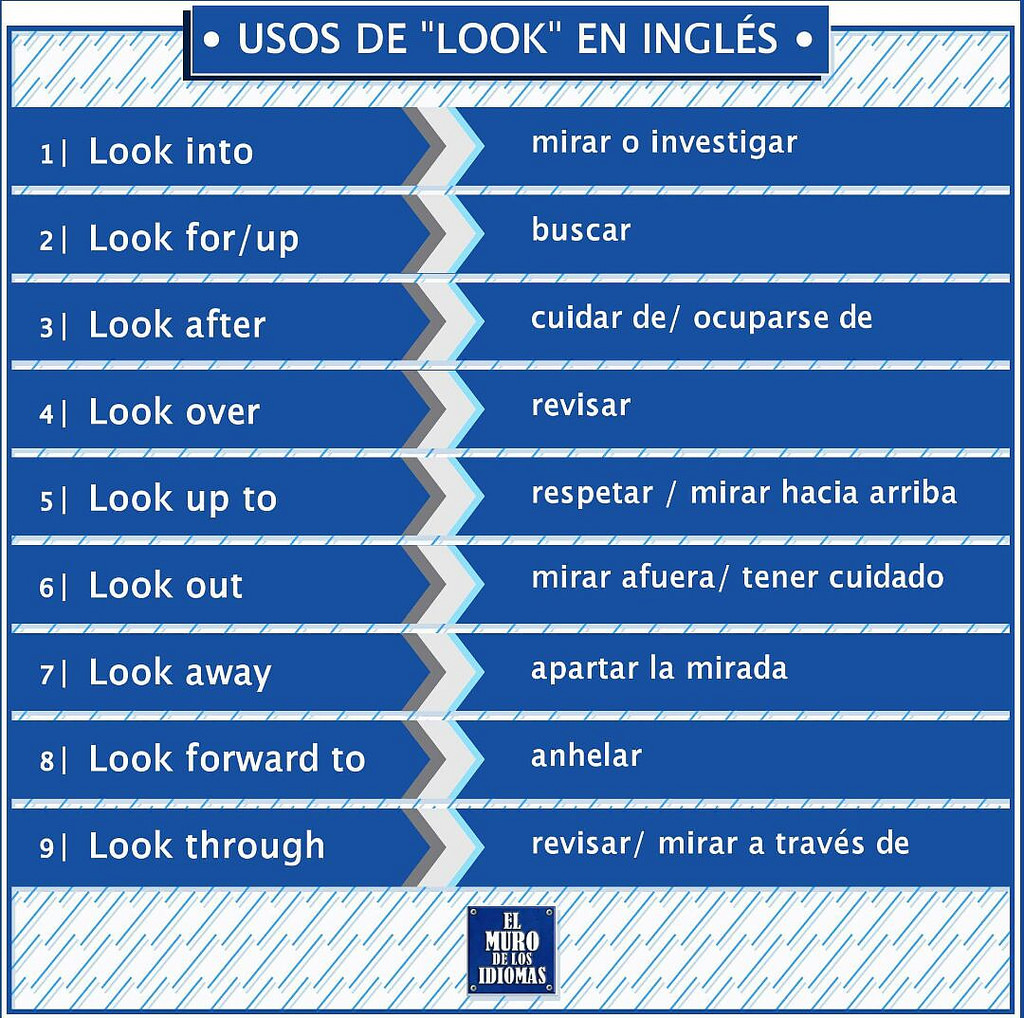 • USOS DE "LOOK" EN INGLÉS •
1| Look into mirar o investigar
2| Look for/up buscar
3| Look after cuidar de/ ocuparse de
4| Look over revisar
5| Look up to respetar / mirar hacia arriba
6| Look out mirar afuera/ tener cuidado
7| Look away apartar la mirada
8| Look forward to anhelar
9| Look through revisar/ mirar a través de
EL
MURO
DE LOS
IDIOMAS